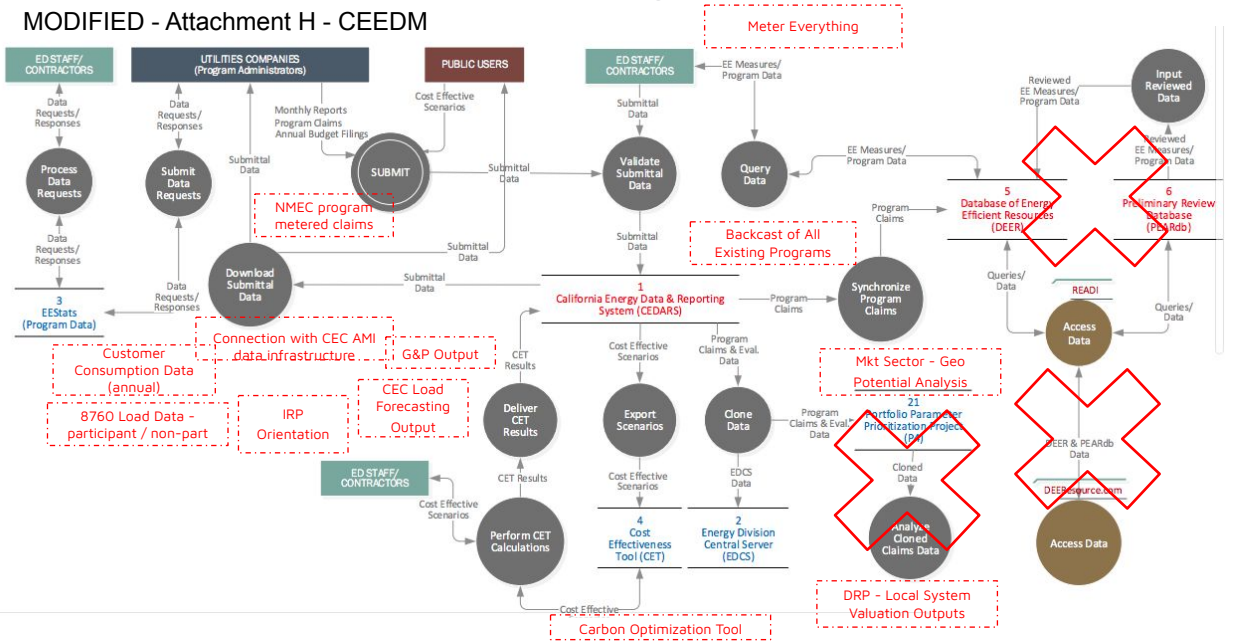 MODIFIED - Attachment H - CEEDM
Meter Everything
ED STAFF/
CONTRACTORS
UTILITIES COMPANIES
(Program Administrators)
PUBLIC USERS
ED STAFF/
CONTRACTORS
EE Measures/
Program Data
Reviewed
EE Measures/
Program Data
Input
Reviewed
Data
Data
Requests/
Responses
Data
Requests/
Responses
Monthly Reports
Program Claims
Annual Budget Filings
Cost Effective
Scenarios
Submittal
Data
Process
Data
Requests
Submit
Data
Requests
Submittal
Data
SUBMIT
Submittal
Data
Validate
Submittal
Data
Query
Data
EE Measures/
Program Data
Reviewed
EE Measures/
Program Data
NMEC program
metered claims
Backcast of All
Existing Programs
Program
Claims
5
Database of Energy
Efficient Resources
(DEER)
6
Preliminary Review
Database
(PEARdb)
Data
Requests/
Responses
Data
Requests/
Responses
Download
Submittal
Data
Submittal
Data
Submittal
Data
Submittal
Data
3
EEStats
(Program Data)
1
California Energy Data & Reporting
System (CEDARS)
Program
Claims
Synchronize
Program
Claims
Queries/
Data
READI
Access
Data
Queries/
Data
Connection with CEC AMI
data infrastructure
Customer
Consumption Data
(annual)
G&P Output
CET
Results
Cost Effective
Scenarios
Program
Claims & Eval.
Data
Mkt Sector - Geo
Potential Analysis
8760 Load Data -
participant / non-part
IRP
Orientation
CEC Load
Forecasting
Output
Deliver
CET
Results
Export
Scenarios
Clone
Data
Program
Claims & Eval.
Data
21
Portfolio Parameter
Prioritization Project
(P4)
DEER & PEARdb
Data
ED STAFF/
CONTRACTORS
CET Results
Cost Effective
Scenarios
EDCS
Data
Cloned
Data
DEEResource.com
Cost Effective
Scenarios
Perform CET
Calculations
4
Cost
Effectiveness
Tool (CET)
2
Energy Division
Central Server
(EDCS)
Analyze
Cloned
Claims Data
Access Data
Cost Effective
Carbon Optimization Tool
DRP - Local System
Valuation Outputs